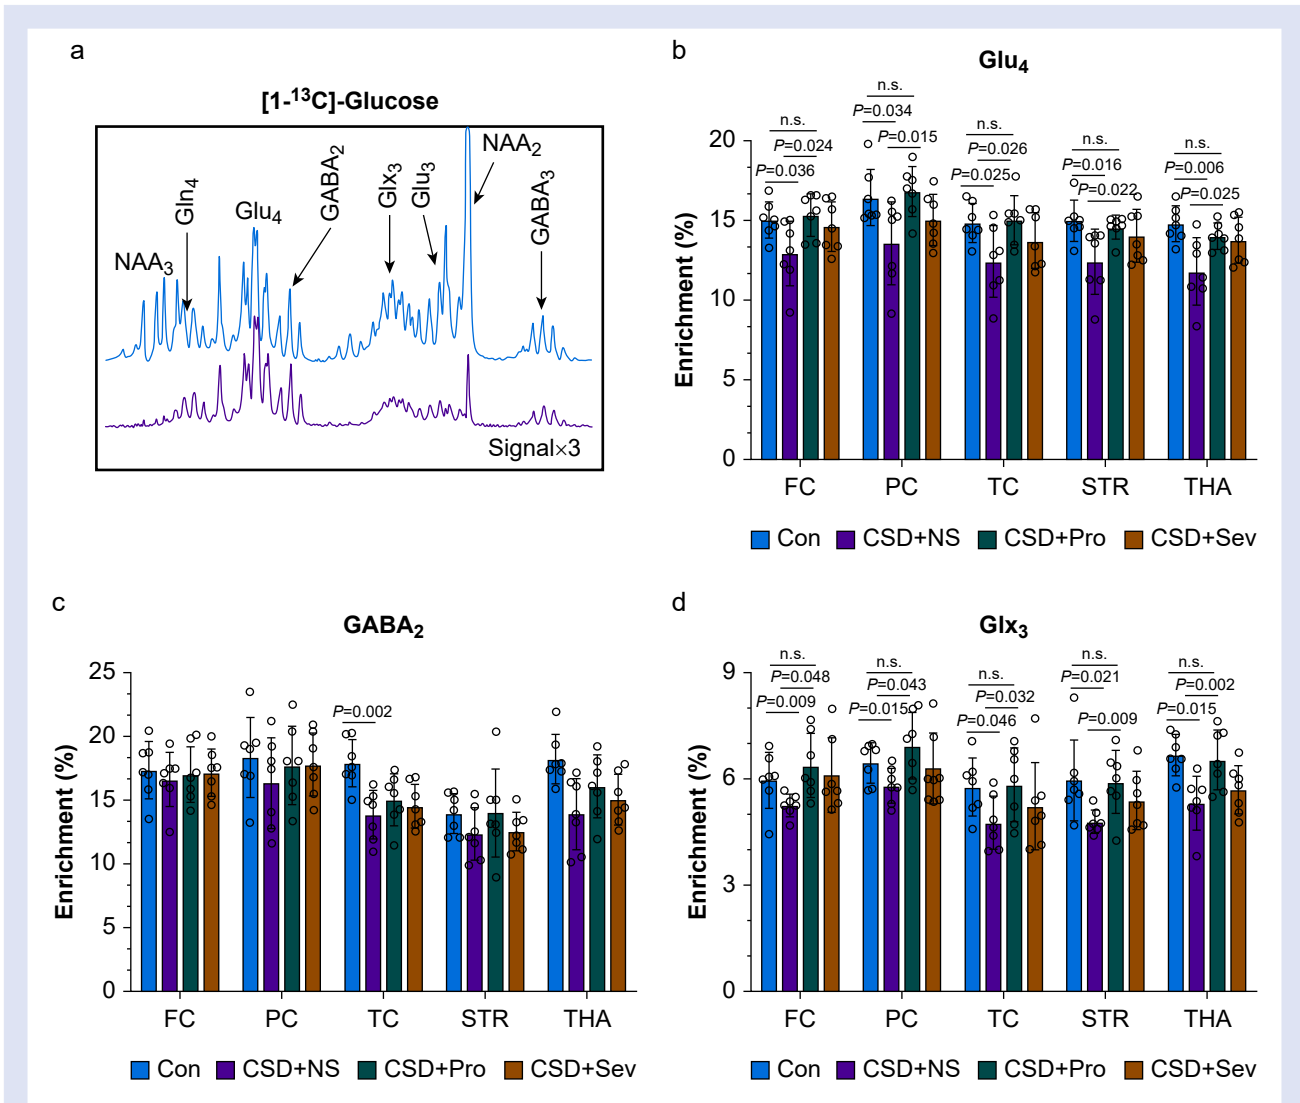 a
[1-¹³C]-Glucose
NAA₃
Gln₄
Glu₄
GABA₂
Glx₃
Glu₃
NAA₂
GABA₃
Signal×3
b
Glu₄
Enrichment (%)
20
15
10
5
0
n.s.
P=0.024
P=0.036
n.s.
P=0.034
P=0.015
n.s.
P=0.026
P=0.025
n.s.
P=0.016
P=0.022
n.s.
P=0.006
P=0.025
FC PC TC STR THA
Con CSD+NS CSD+Pro CSD+Sev
c
GABA₂
Enrichment (%)
25
20
15
10
5
0
P=0.002
FC PC TC STR THA
Con CSD+NS CSD+Pro CSD+Sev
d
Glx₃
Enrichment (%)
9
6
3
0
n.s.
P=0.048
P=0.009
n.s.
P=0.043
P=0.015
n.s.
P=0.032
P=0.046
n.s.
P=0.021
P=0.009
n.s.
P=0.002
P=0.015
FC PC TC STR THA
Con CSD+NS CSD+Pro CSD+Sev